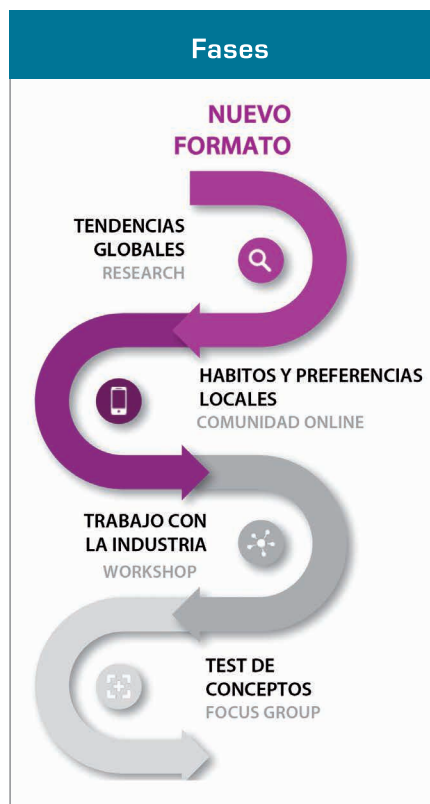 Fases
NUEVO
FORMATO
TENDENCIAS
GLOBALES
RESEARCH
HABITOS Y PREFERENCIAS
LOCALES
COMUNIDAD ONLINE
TRABAJO CON
LA INDUSTRIA
WORKSHOP
TEST DE
CONCEPTOS
FOCUS GROUP